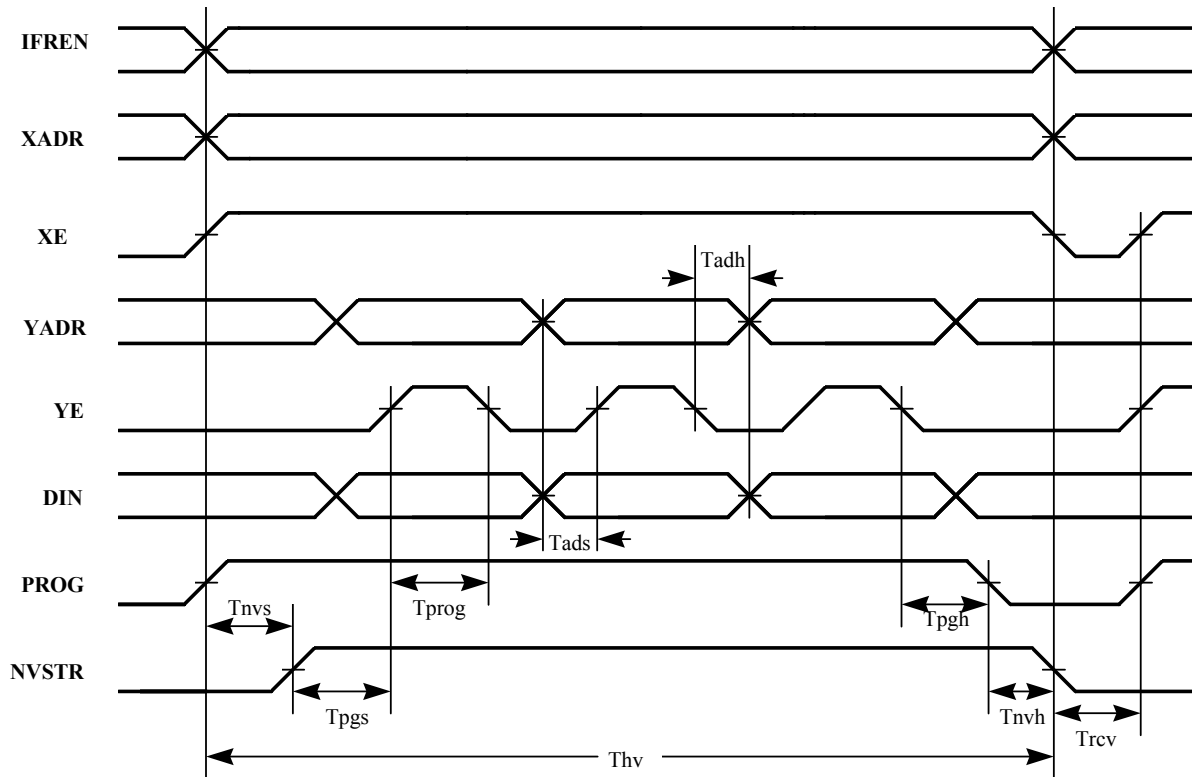 IFREN
XADR
XE
Tadh
YADR
YE
DIN
Tads
PROG
Tnvs
Tprog
Tpgh
NVSTR
Tpgs
Tnvh
Trcv
Thv